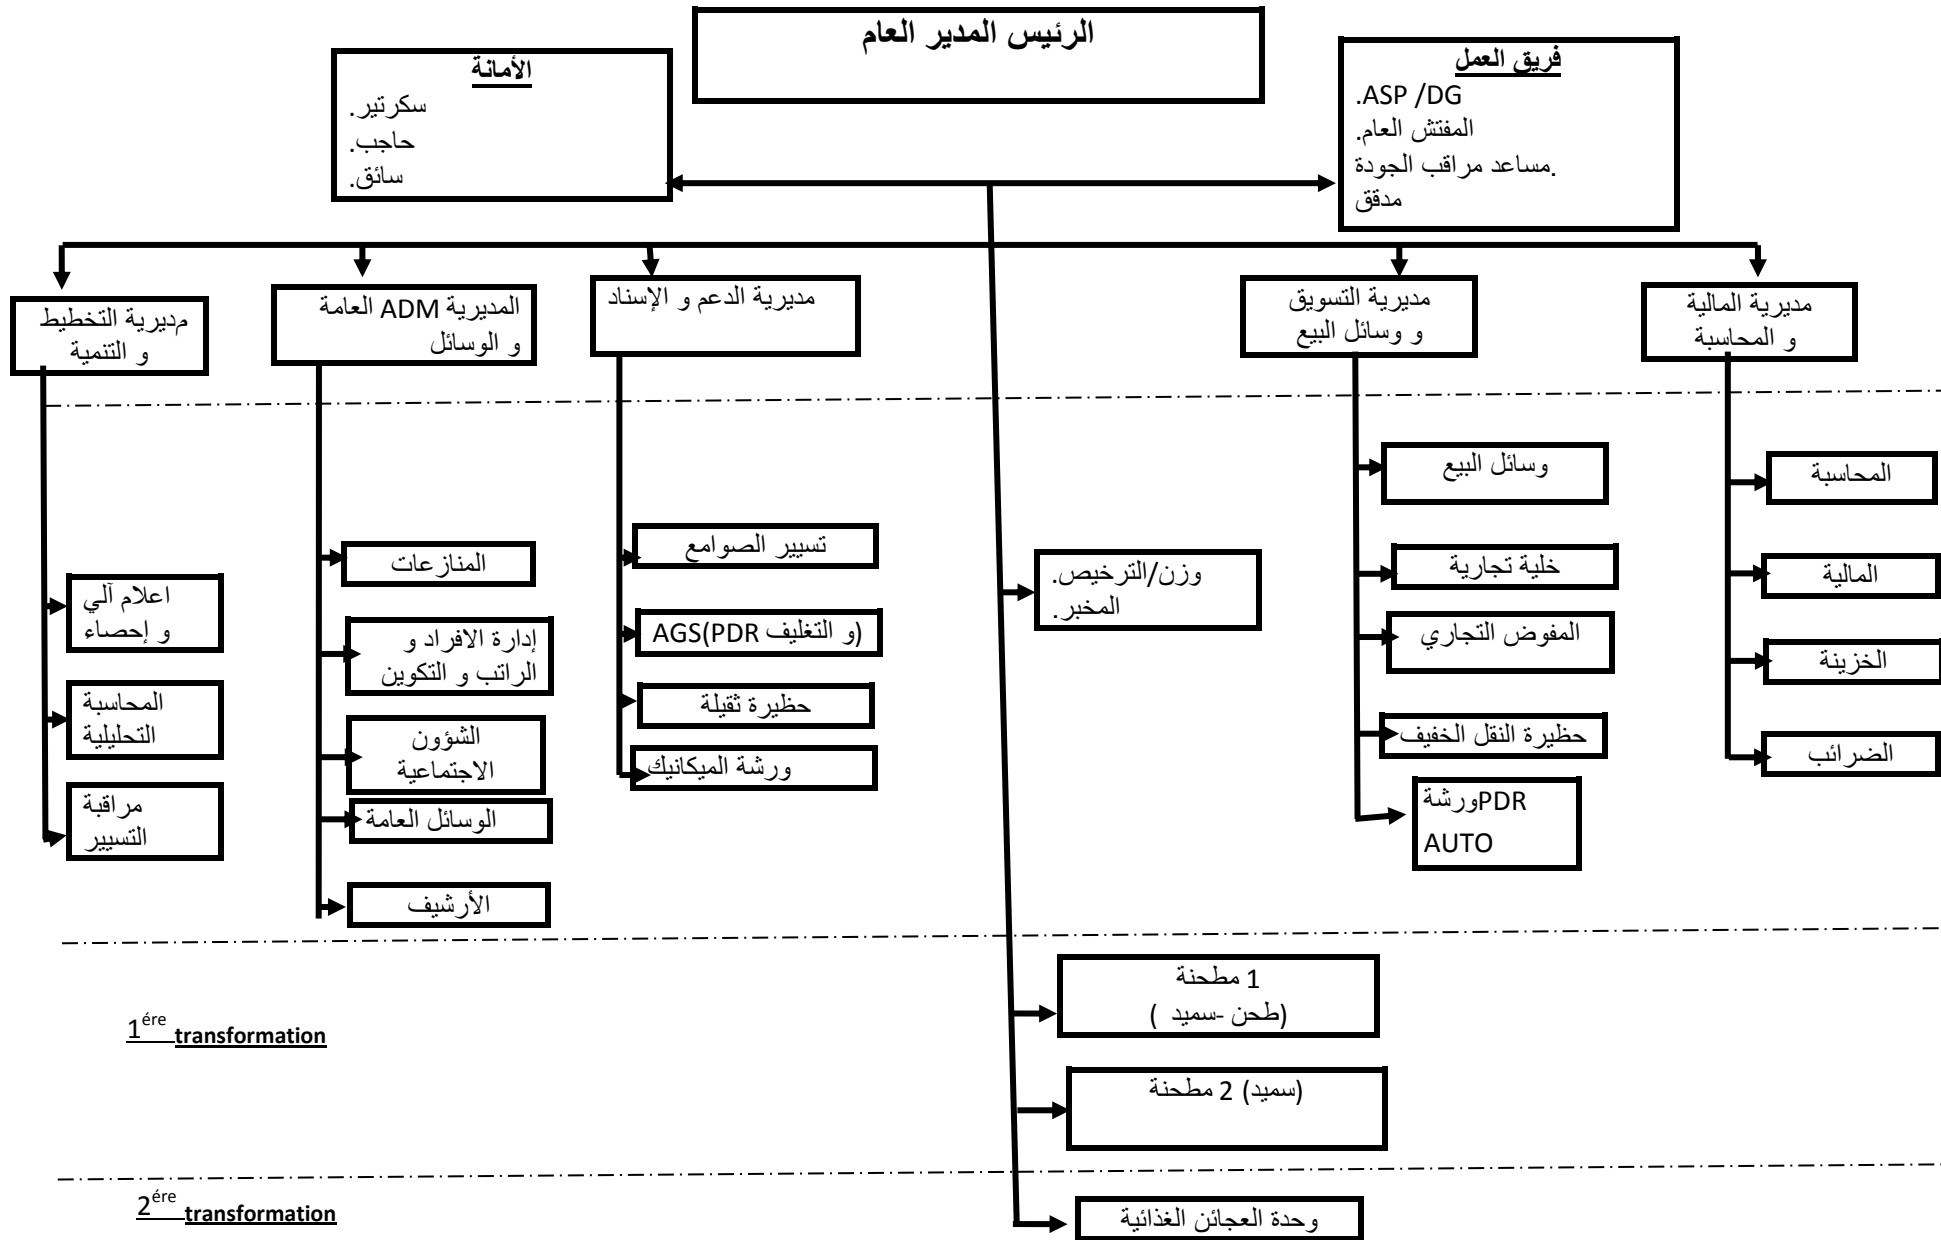 الرئيس المدير العام
فريق العمل
.ASP /DG
المفتش العام.
.مساعد مراقب الجودة
مدقق
الأمانة
سكرتير.
حاجب.
سائق.
مديرية المالية
و المحاسبة
مديرية التسويق
و وسائل البيع
مديرية الدعم و الإسناد
المديرية ADM العامة
و الوسائل
مديرية التخطيط
و التنمية
المحاسبة
المالية
الخزينة
الضرائب
وسائل البيع
خلية تجارية
المفوض التجاري
حظيرة النقل الخفيف
ورشةPDR
AUTO
وزن/الترخيص.
المخبر.
تسيير الصوامع
AGS(PDR و التغليف)
حظيرة ثقيلة
ورشة الميكانيك
المنازعات
إدارة الافراد و
الراتب و التكوين
الشؤون
الاجتماعية
الوسائل العامة
الأرشيف
اعلام آلي
و إحصاء
المحاسبة
التحليلية
مراقبة
التسيير
1 مطحنة
(طحن -سميد )
1ére transformation
(سميد) 2 مطحنة
2ére transformation
وحدة العجائن الغذائية